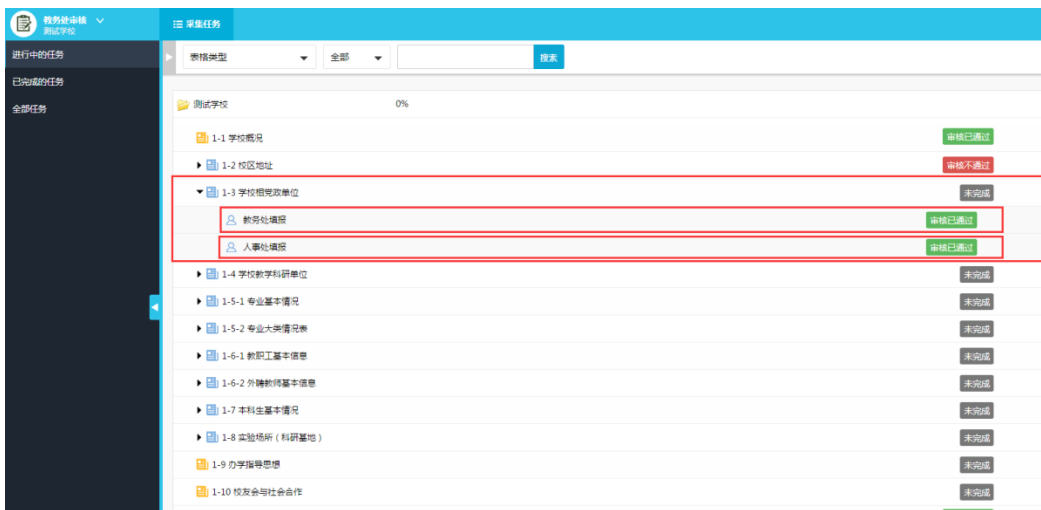 教务处审核
测试学校
采集任务
进行中的任务
已完成的任务
全部任务
表格类型 全部 搜索
测试学校 0%
1-1 学校概况 审核已通过
1-2 校区地址 审核不通过
1-3 学校相党政单位 未完成
教务处填报 审核已通过
人事处填报 审核已通过
1-4 学校教学科研单位 未完成
1-5-1 专业基本情况 未完成
1-5-2 专业大类情况表 未完成
1-6-1 教职工基本信息 未完成
1-6-2 外聘教师基本信息 未完成
1-7 本科生基本情况 未完成
1-8 实验场所（科研基地） 未完成
1-9 办学指导思想 未完成
1-10 校友会与社会合作 未完成